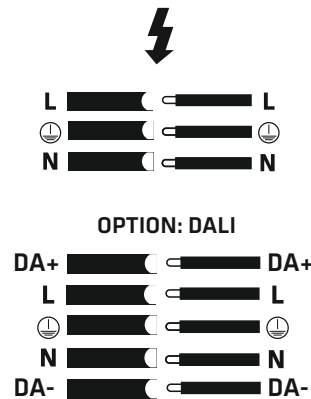 L L
N N
OPTION: DALI
DA+ DA+
L L
N N
DA- DA-